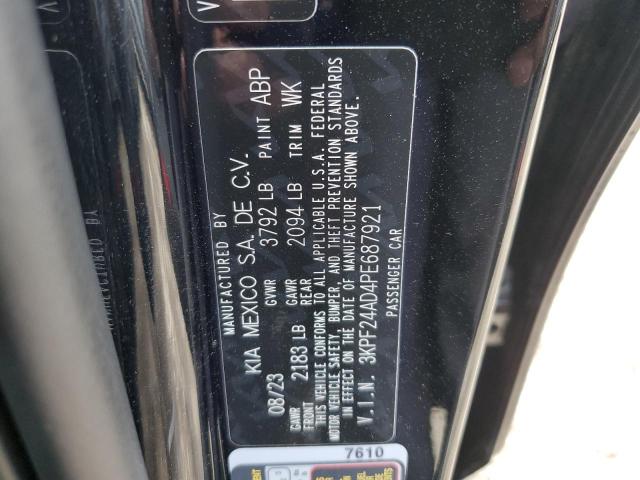 MANUFACTURED BY
KIA MEXICO S.A. DE C.V.
08/23 GVWR 3792 LB PAINT ABP
GAWR FRONT 2183 LB GAWR REAR 2094 LB TRIM WK
THIS VEHICLE CONFORMS TO ALL APPLICABLE U.S.A. FEDERAL
MOTOR VEHICLE SAFETY, BUMPER, AND THEFT PREVENTION STANDARDS
IN EFFECT ON THE DATE OF MANUFACTURE SHOWN ABOVE.
V.I.N. 3KPF24AD4PE687921
PASSENGER CAR
7610